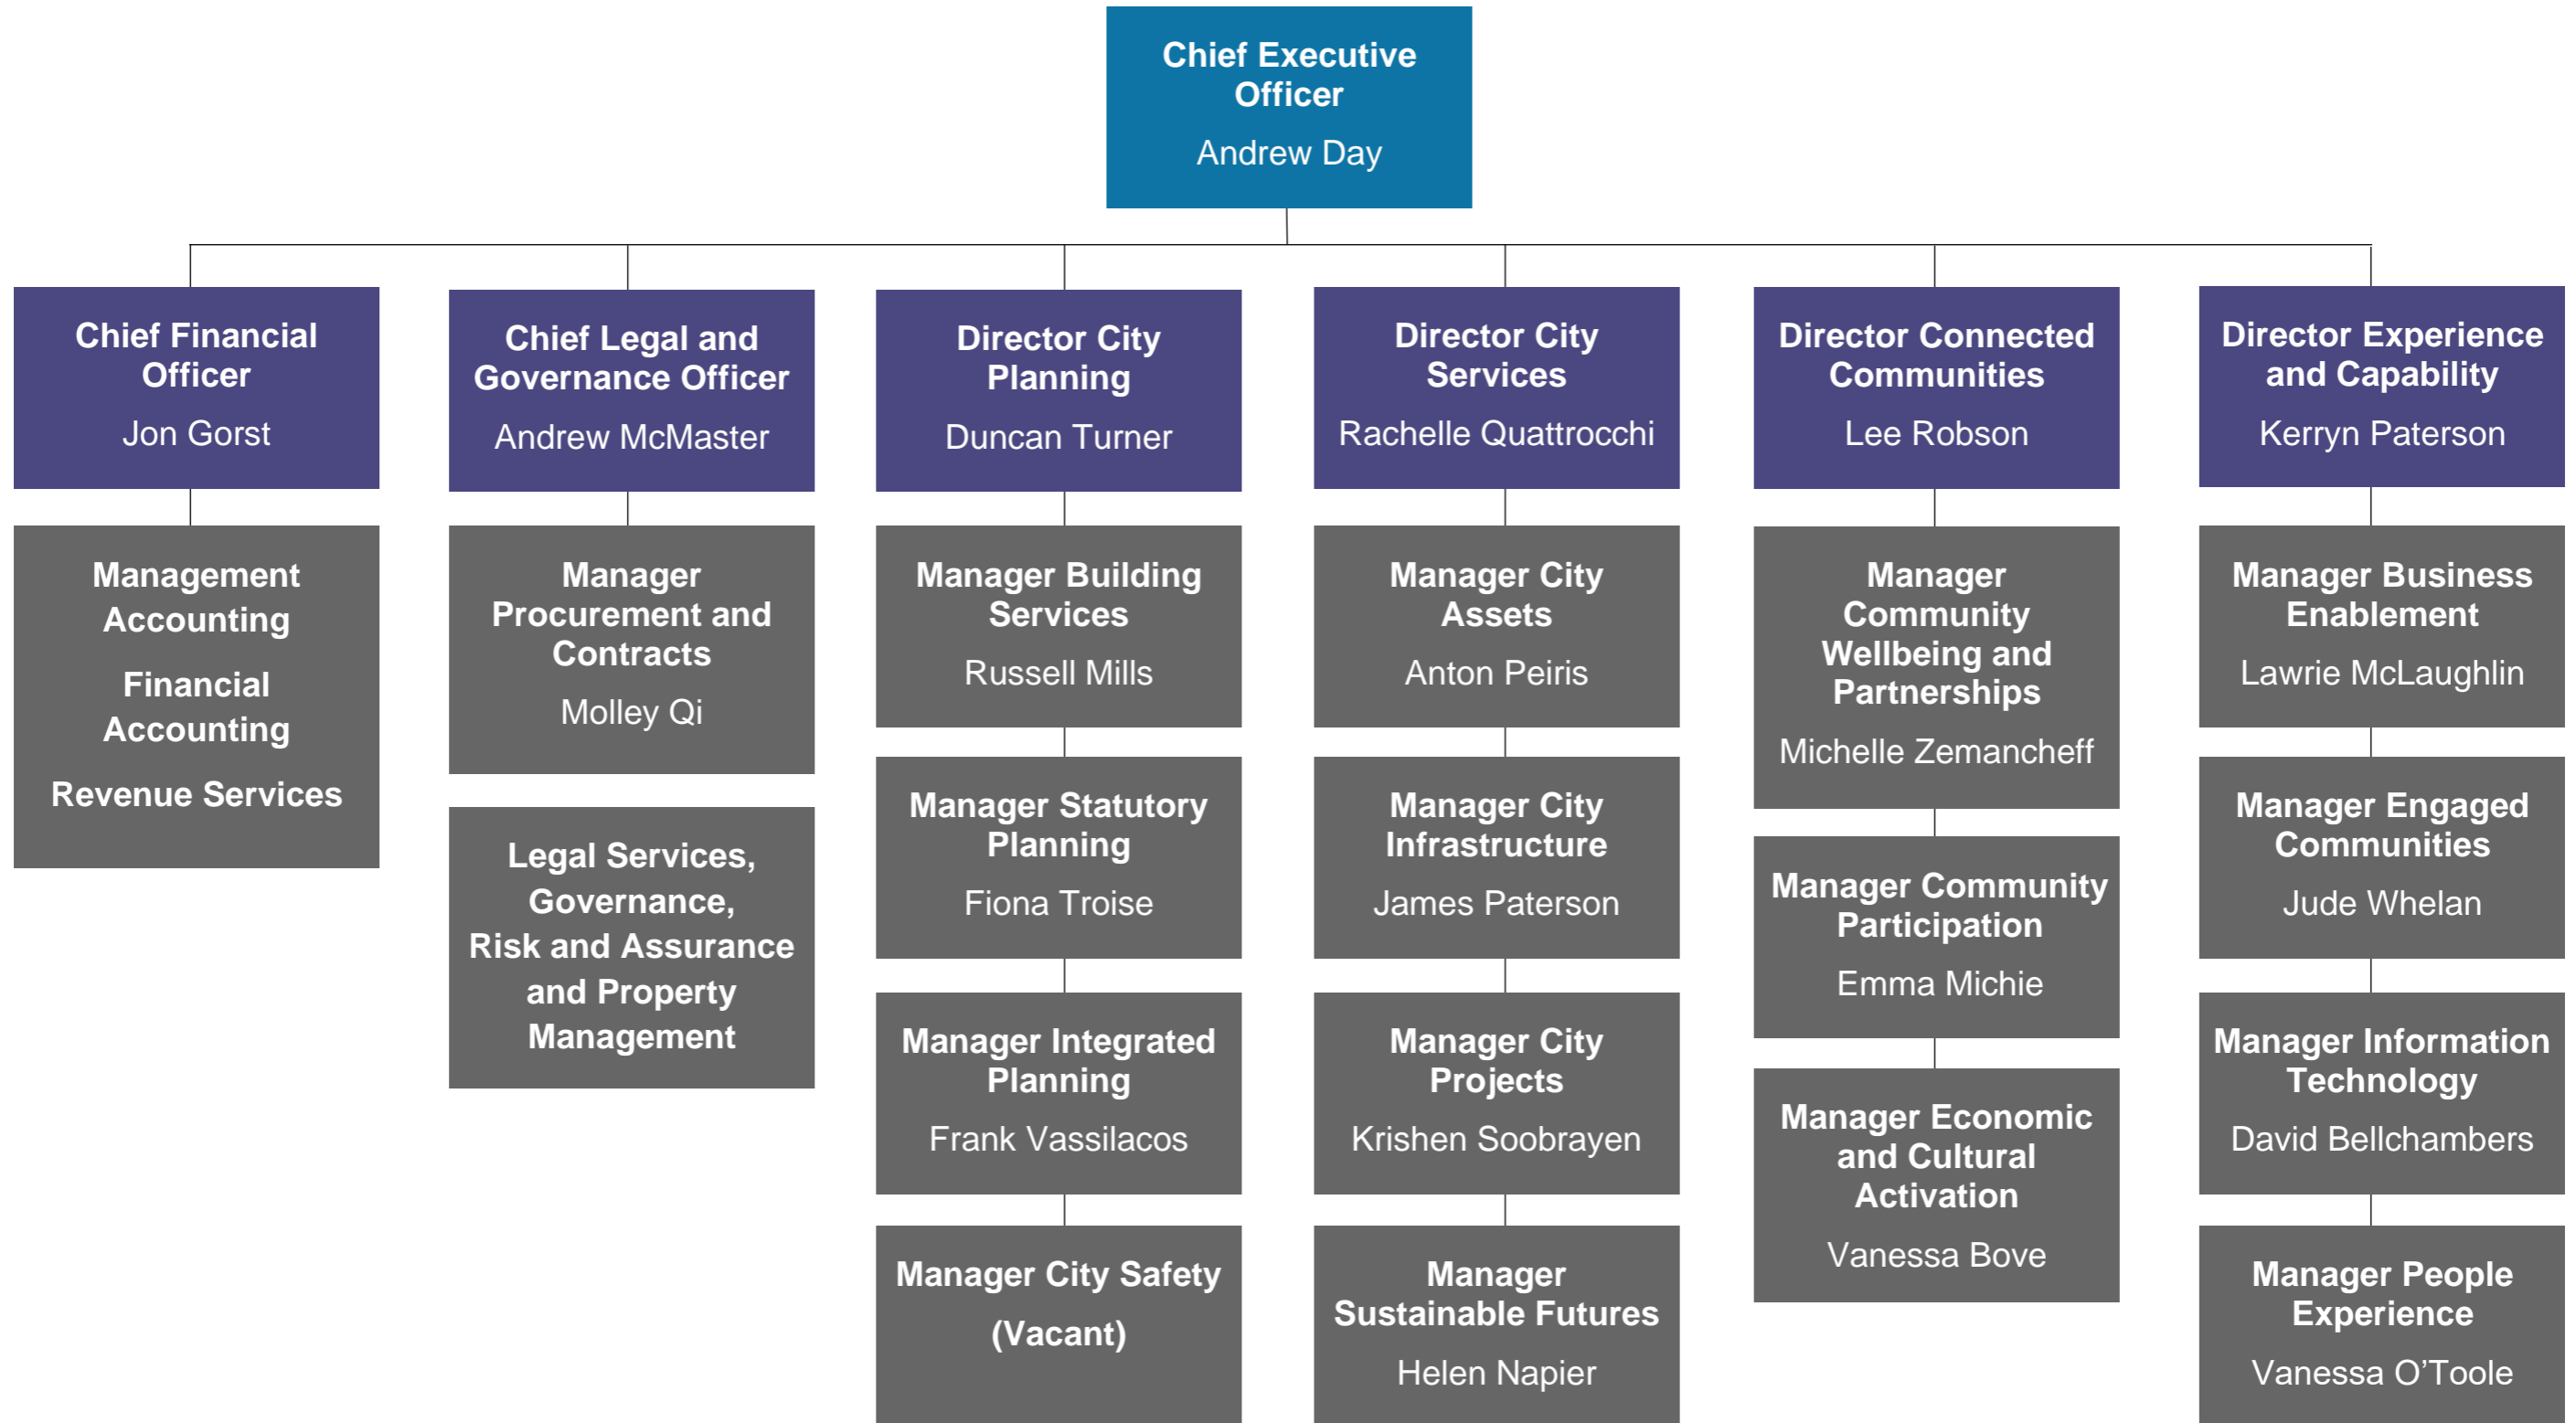 Chief Executive
Officer
Andrew Day
Chief Financial
Officer
Jon Gorst
Management
Accounting
Financial
Accounting
Revenue Services
Chief Legal and
Governance Officer
Andrew McMaster
Manager
Procurement and
Contracts
Molley Qi
Legal Services,
Governance,
Risk and Assurance
and Property
Management
Director City
Planning
Duncan Turner
Manager Building
Services
Russell Mills
Manager Statutory
Planning
Fiona Troise
Manager Integrated
Planning
Frank Vassilacos
Manager City Safety
(Vacant)
Director City
Services
Rachelle Quattrocchi
Manager City
Assets
Anton Peiris
Manager City
Infrastructure
James Paterson
Manager City
Projects
Krishen Soobrayen
Manager
Sustainable Futures
Helen Napier
Director Connected
Communities
Lee Robson
Manager
Community
Wellbeing and
Partnerships
Michelle Zemancheff
Manager Community
Participation
Emma Michie
Manager Economic
and Cultural
Activation
Vanessa Bove
Director Experience
and Capability
Kerryn Paterson
Manager Business
Enablement
Lawrie McLaughlin
Manager Engaged
Communities
Jude Whelan
Manager Information
Technology
David Bellchambers
Manager People
Experience
Vanessa O’Toole